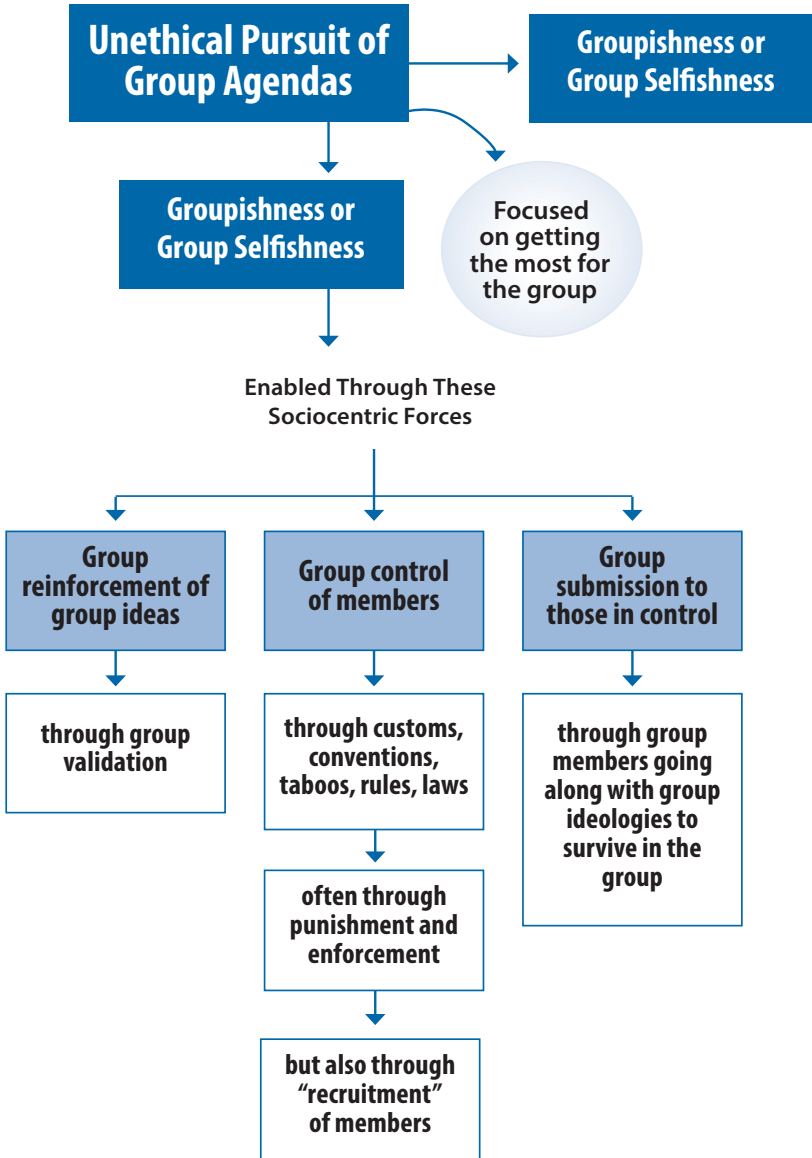 Unethical Pursuit of
Group Agendas
Groupishness or
Group Selfishness
Groupishness or
Group Selfishness
Focused
on getting
the most for
the group
Enabled Through These
Sociocentric Forces
Group
reinforcement of
group ideas
Group control
of members
Group
submission to
those in control
through group
validation
through customs,
conventions,
taboos, rules, laws
through group
members going
along with group
ideologies to
survive in the
group
often through
punishment and
enforcement
but also through
“recruitment”
of members